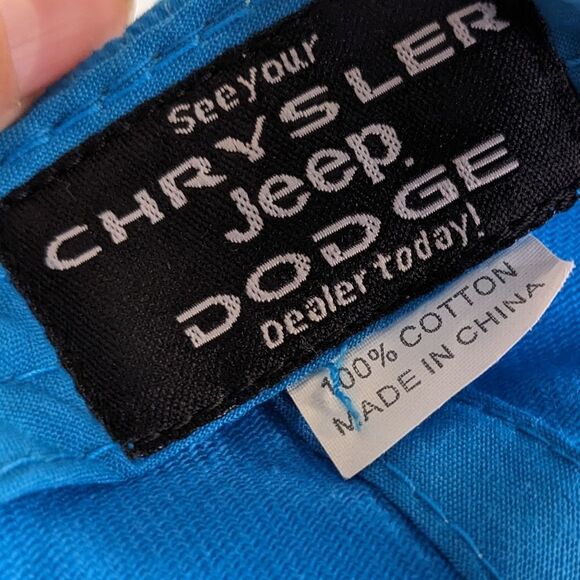 See your
CHRYSLER
Jeep.
DODGE
Dealer today!
100% COTTON
MADE IN CHINA